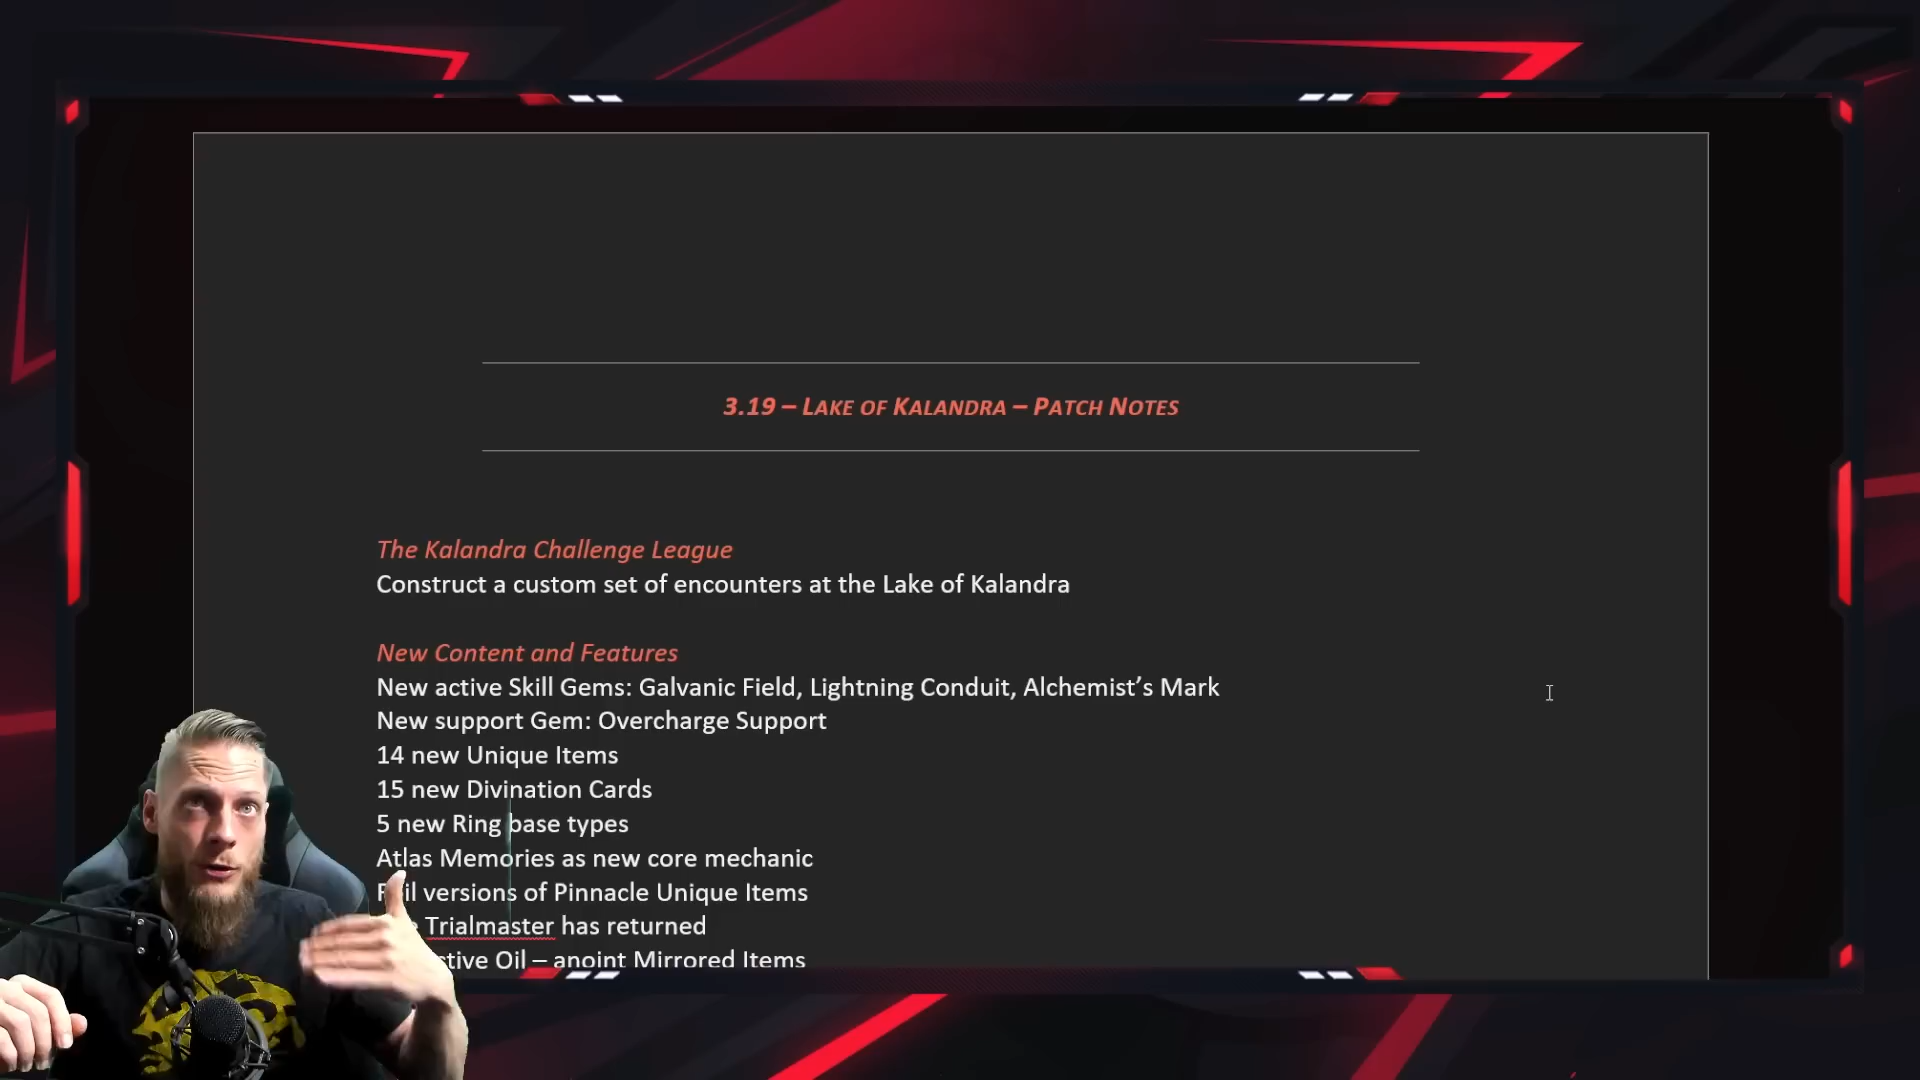 3.19 – LAKE OF KALANDRA – PATCH NOTES
The Kalandra Challenge League
Construct a custom set of encounters at the Lake of Kalandra
New Content and Features
New active Skill Gems: Galvanic Field, Lightning Conduit, Alchemist's Mark
New support Gem: Overcharge Support
14 new Unique Items
15 new Divination Cards
5 new Ring base types
Atlas Memories as new core mechanic
versions of Pinnacle Unique Items
Trialmaster has returned
Oil – anoint Mirrored Items